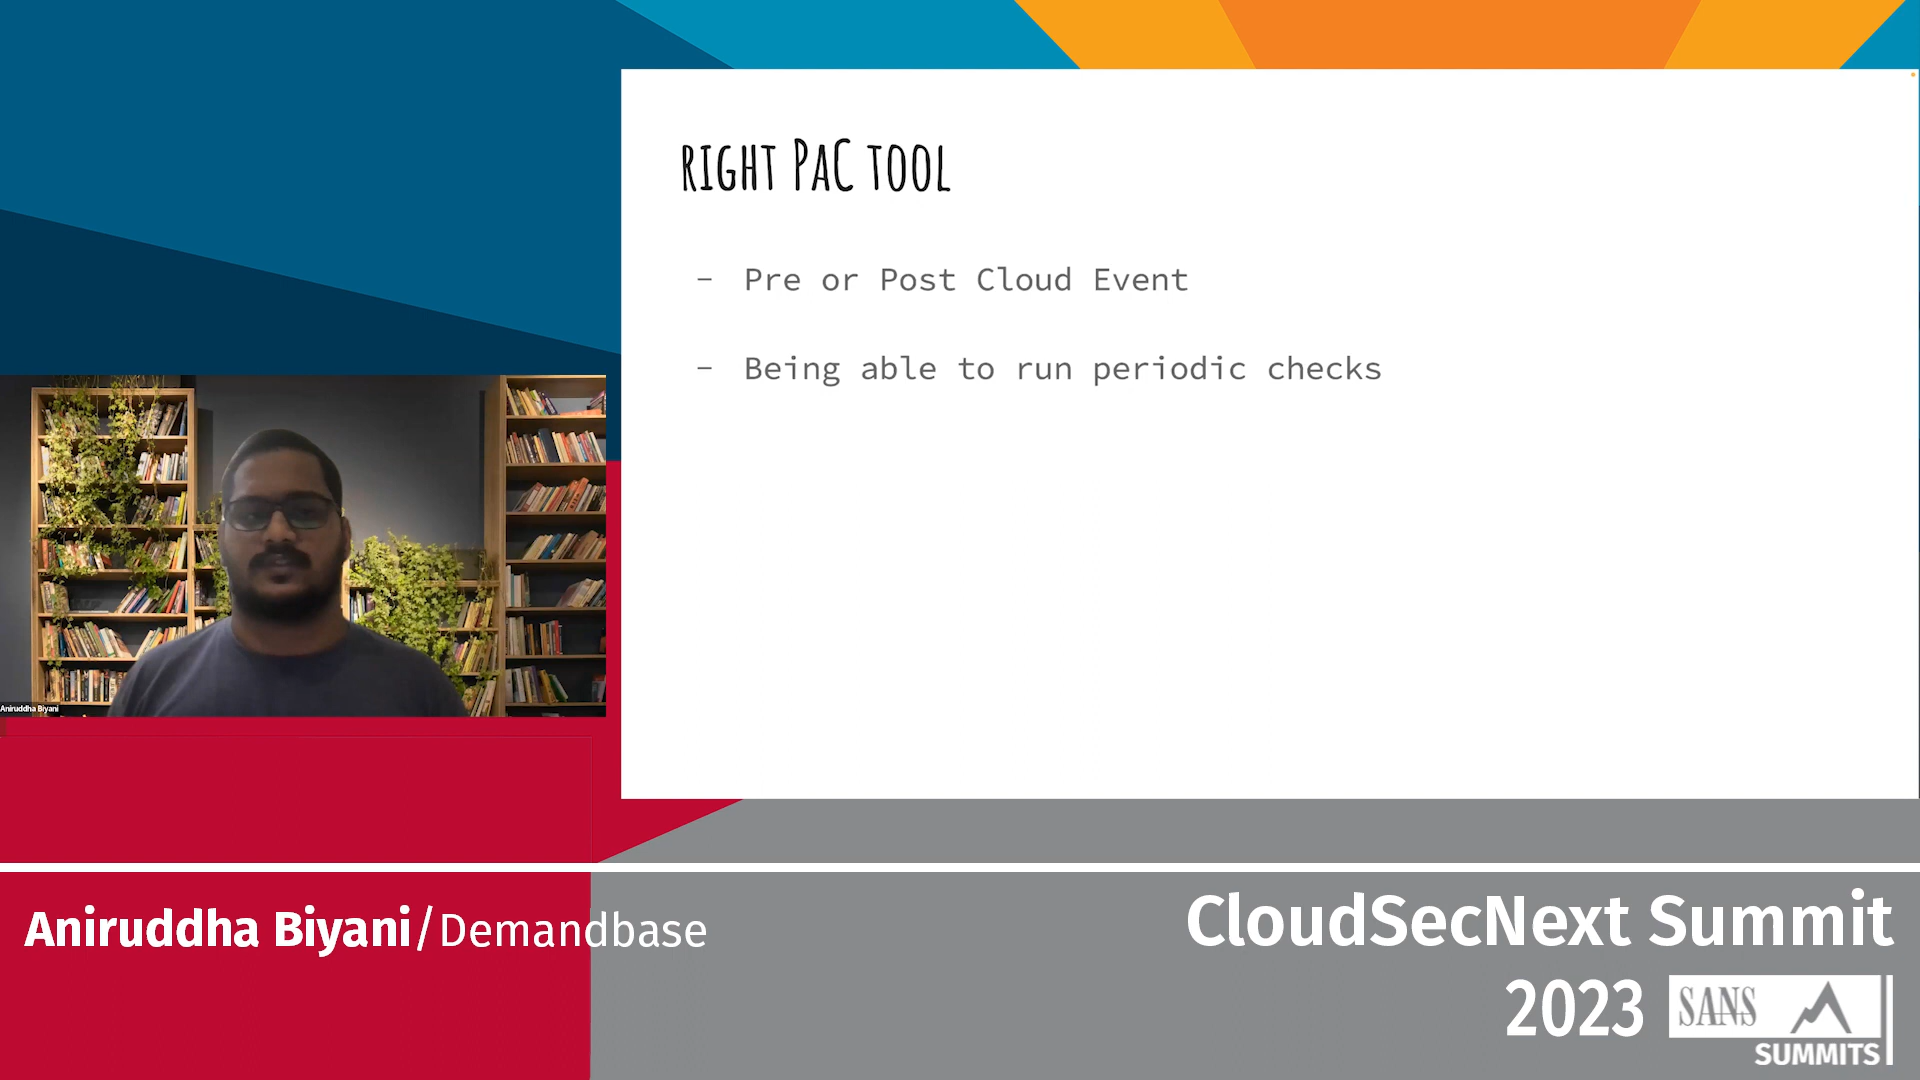 RIGHT PAC TOOL
- Pre or Post Cloud Event
- Being able to run periodic checks
Aniruddha Biyani
Aniruddha Biyani/Demandbase
CloudSecNext Summit
2023
SANS
SUMMITS